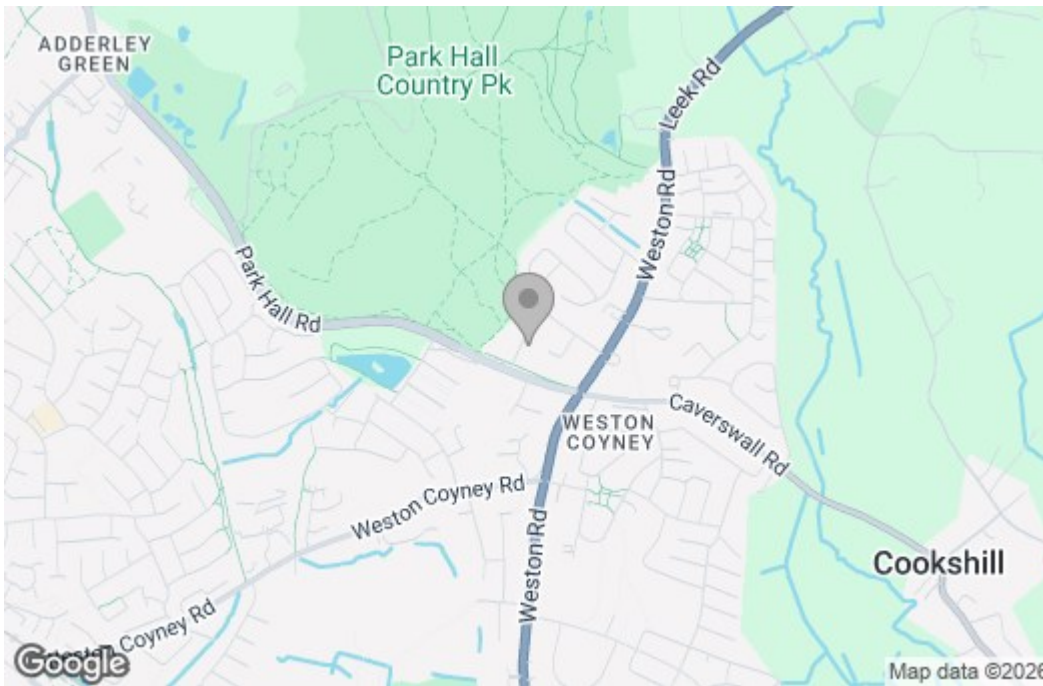 ADDERLEY
GREEN
Park Hall
Country Pk
Leek Rd
Weston Rd
Park Hall Rd
WESTON
COYNEY
Caverswall Rd
Weston Coyney Rd
Weston Rd
Cookshill
Weston Coyney Rd
Google
Map data ©2026